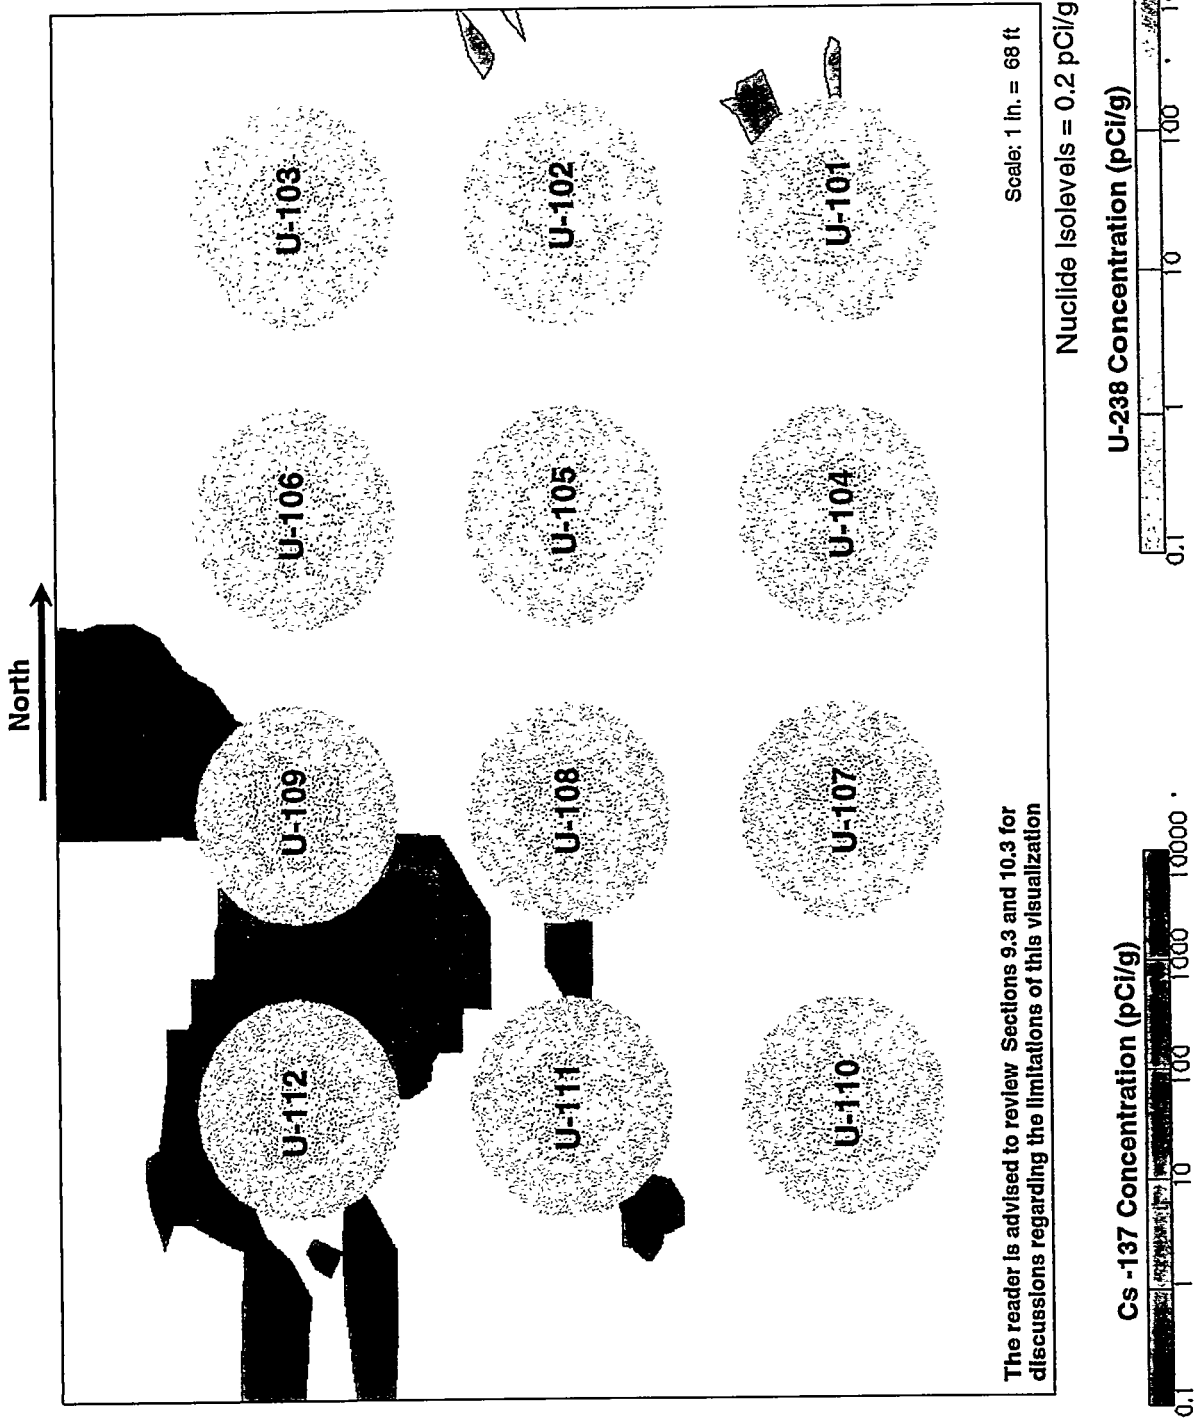 North
U-112
U-109
U-106
U-103
U-111
U-108
U-105
U-102
U-110
U-107
U-104
U-101
The reader is advised to review Sections 9.3 and 10.3 for
discussions regarding the limitations of this visualization
Scale: 1 In. = 68 ft
Nuclide Isolevels = 0.2 pCi/g
Cs -137 Concentration (pCi/g)
0.1 1 10 100 1000 10000
U-238 Concentration (pCi/g)
0.1 1 10 100